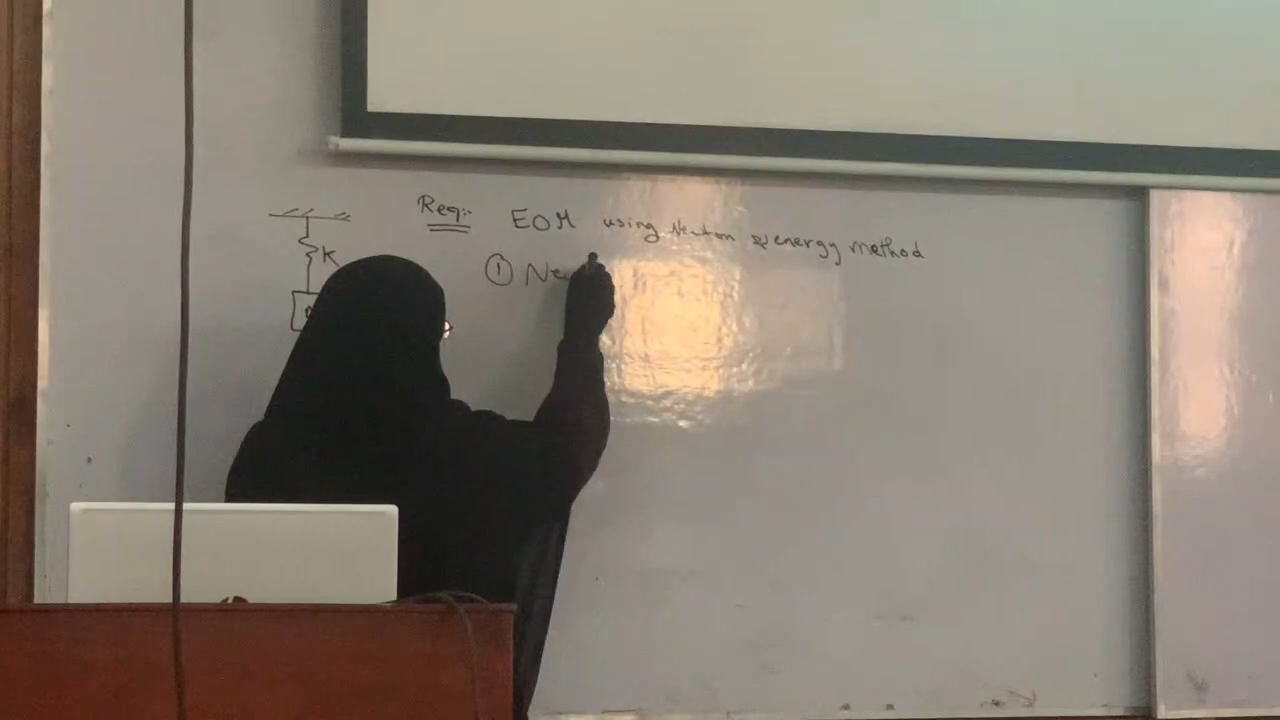 Req:-
EOM using Newton & energy method
K
① Ne